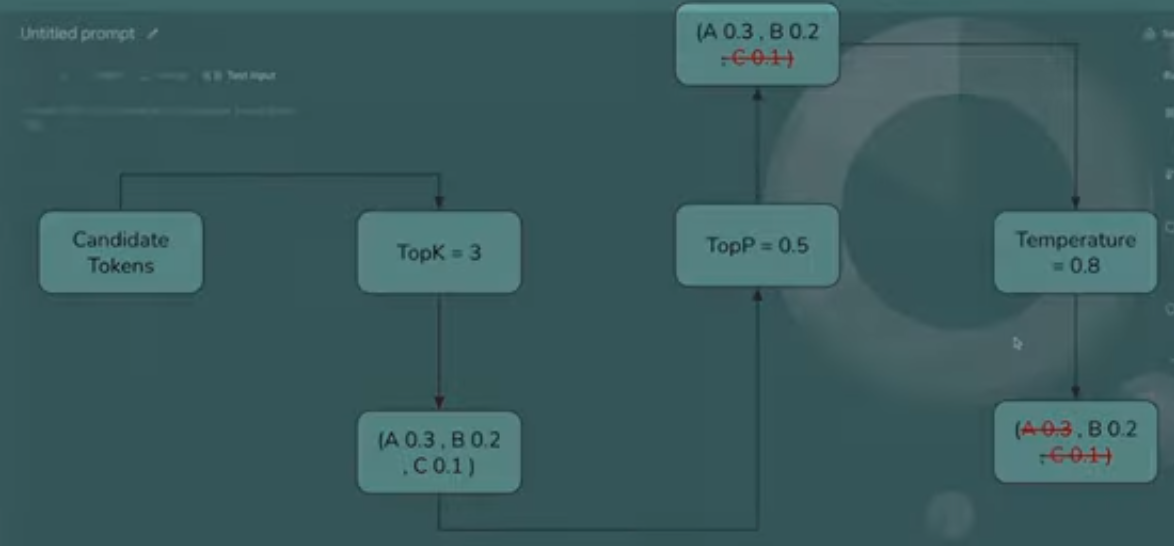 Untitled prompt
Test input
Candidate
Tokens
TopK = 3
(A 0.3 , B 0.2
, C 0.1 )
TopP = 0.5
(A 0.3 , B 0.2
, C 0.1 )
Temperature
= 0.8
(A 0.3 , B 0.2
, C 0.1 )